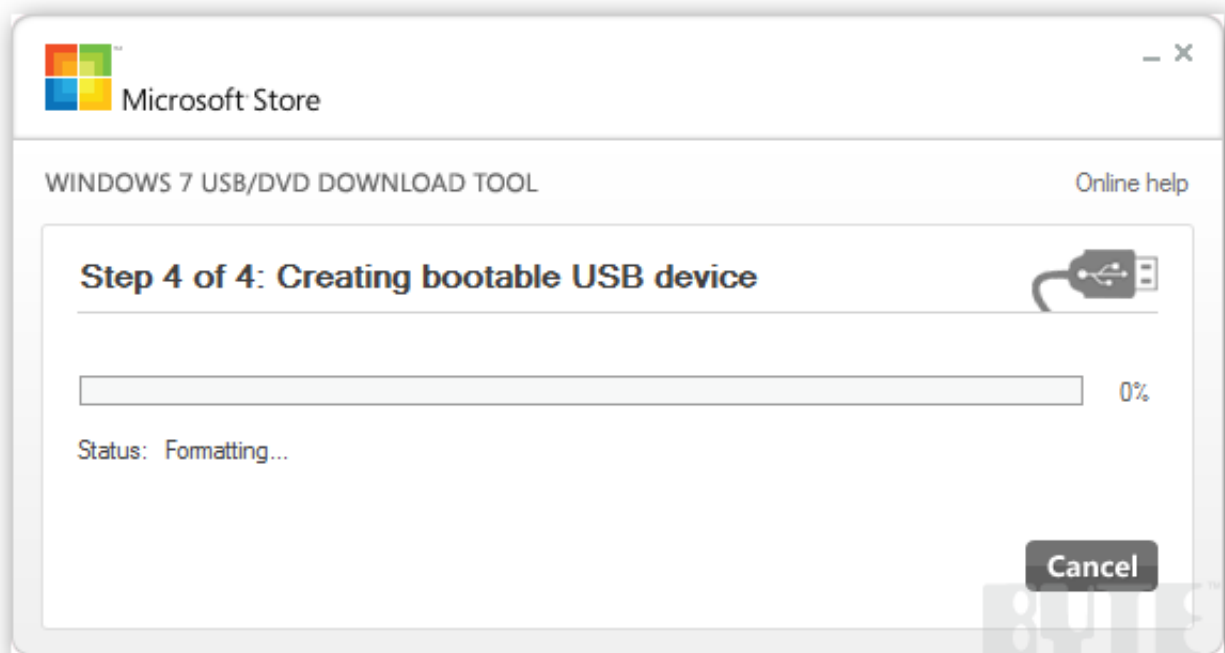 Microsoft Store
WINDOWS 7 USB/DVD DOWNLOAD TOOL
Online help
Step 4 of 4: Creating bootable USB device
0%
Status: Formatting...
Cancel
BYTE